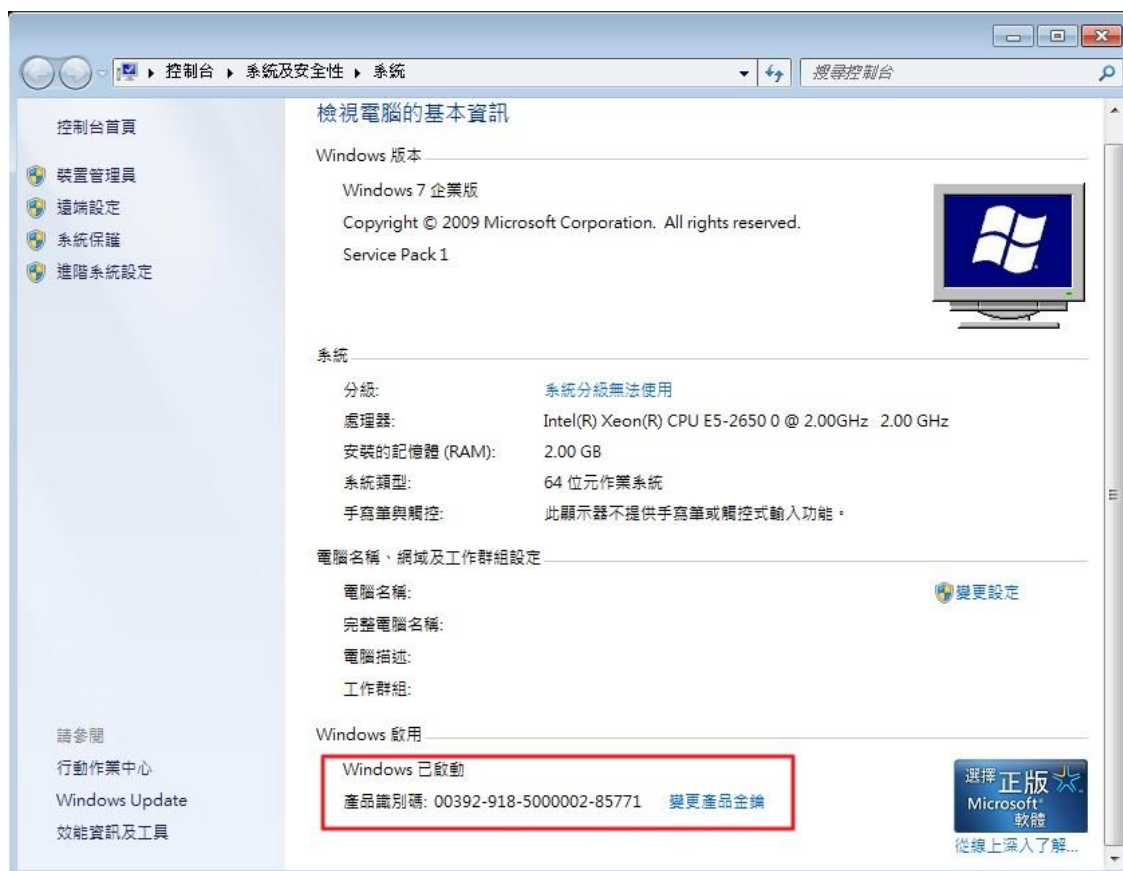 控制台 ▸ 系統及安全性 ▸ 系統
搜尋控制台
控制台首頁
裝置管理員
遠端設定
系統保護
進階系統設定
請參閱
行動作業中心
Windows Update
效能資訊及工具
檢視電腦的基本資訊
Windows 版本
Windows 7 企業版
Copyright © 2009 Microsoft Corporation. All rights reserved.
Service Pack 1
系統
分級: 系統分級無法使用
處理器: Intel(R) Xeon(R) CPU E5-2650 0 @ 2.00GHz 2.00 GHz
安裝的記憶體 (RAM): 2.00 GB
系統類型: 64 位元作業系統
手寫筆與觸控: 此顯示器不提供手寫筆或觸控式輸入功能。
電腦名稱、網域及工作群組設定
電腦名稱: 變更設定
完整電腦名稱:
電腦描述:
工作群組:
Windows 啟用
Windows 已啟動
產品識別碼: 00392-918-5000002-85771 變更產品金鑰
選擇 正版
Microsoft®
軟體
從線上深入了解...